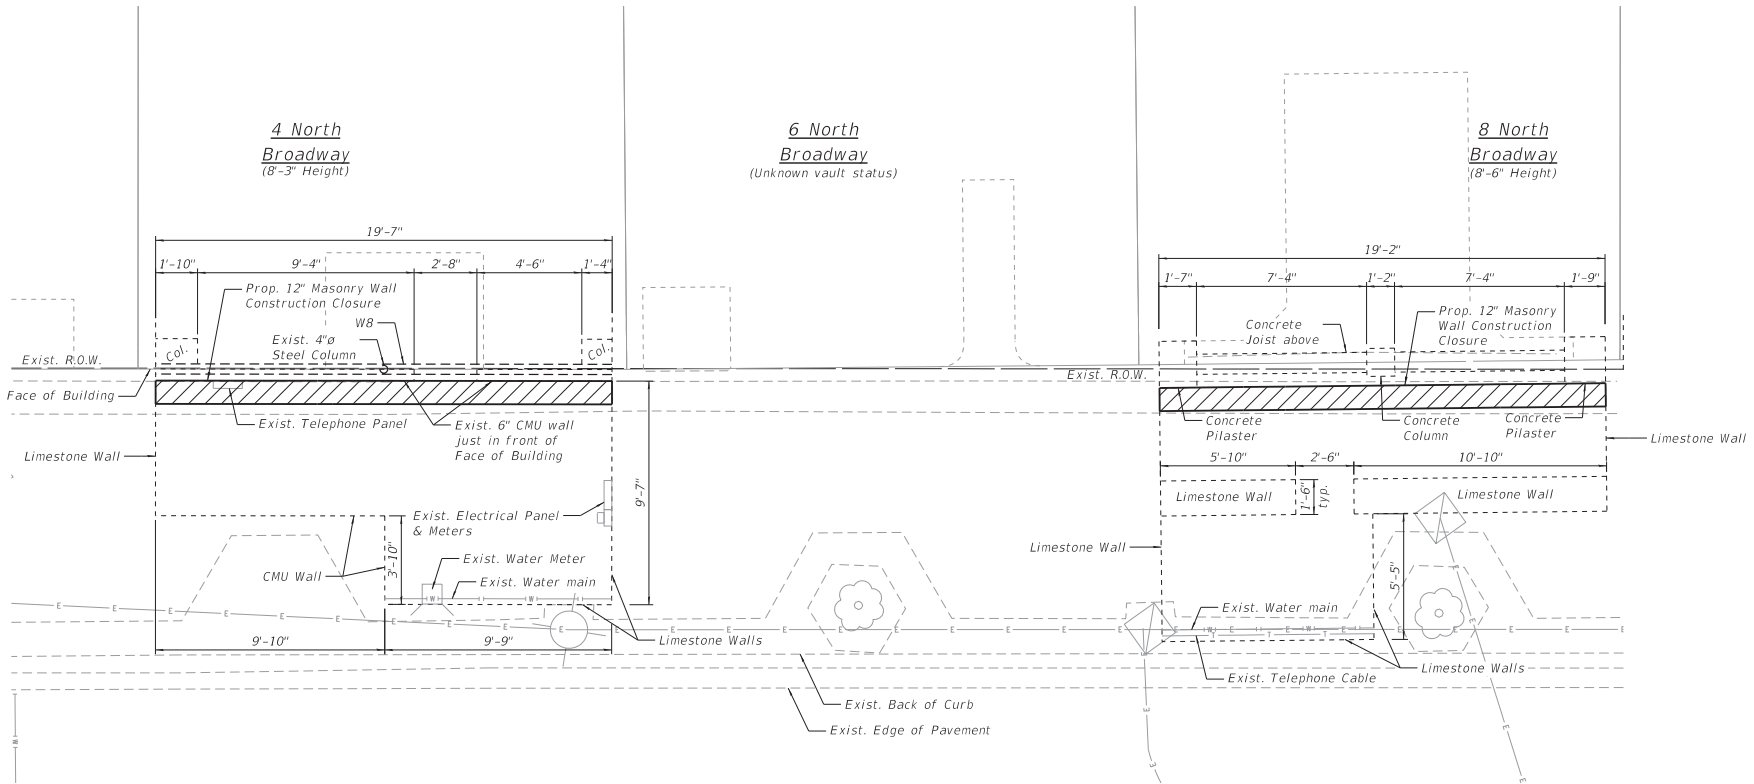 4 North
Broadway
(8'-3" Height)
6 North
Broadway
(Unknown vault status)
8 North
Broadway
(8'-6" Height)
19'-7"
1'-10"
9'-4"
2'-8"
4'-6"
1'-4"
19'-2"
1'-7"
7'-4"
1'-2"
7'-4"
1'-9"
Prop. 12" Masonry Wall
Construction Closure
W8
Exist. 4"ø
Steel Column
Col.
Col.
Exist. R.O.W.
Face of Building
Exist. Telephone Panel
Exist. 6" CMU wall
just in front of
Face of Building
Limestone Wall
9'-7"
Exist. Electrical Panel
& Meters
3'-10"
Exist. Water Meter
Exist. Water main
CMU Wall
9'-10"
9'-9"
Limestone Walls
Exist. Back of Curb
Exist. Edge of Pavement
Concrete
Joist above
Prop. 12" Masonry
Wall Construction
Closure
Exist. R.O.W.
Concrete
Pilaster
Concrete
Column
Concrete
Pilaster
Limestone Wall
5'-10"
2'-6"
10'-10"
Limestone Wall
1'-6"
typ.
Limestone Wall
Limestone Wall
5'-5"
Exist. Water main
Limestone Walls
Exist. Telephone Cable
E E E E E E E E E E E E E E E E E E E
W W I I W I I W
T T T
E E E E E
W